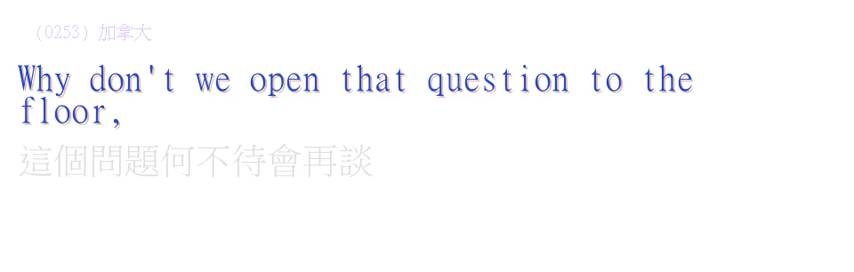 (0253) 加拿大
Why don't we open that question to the
floor,
這個問題何不待會再談